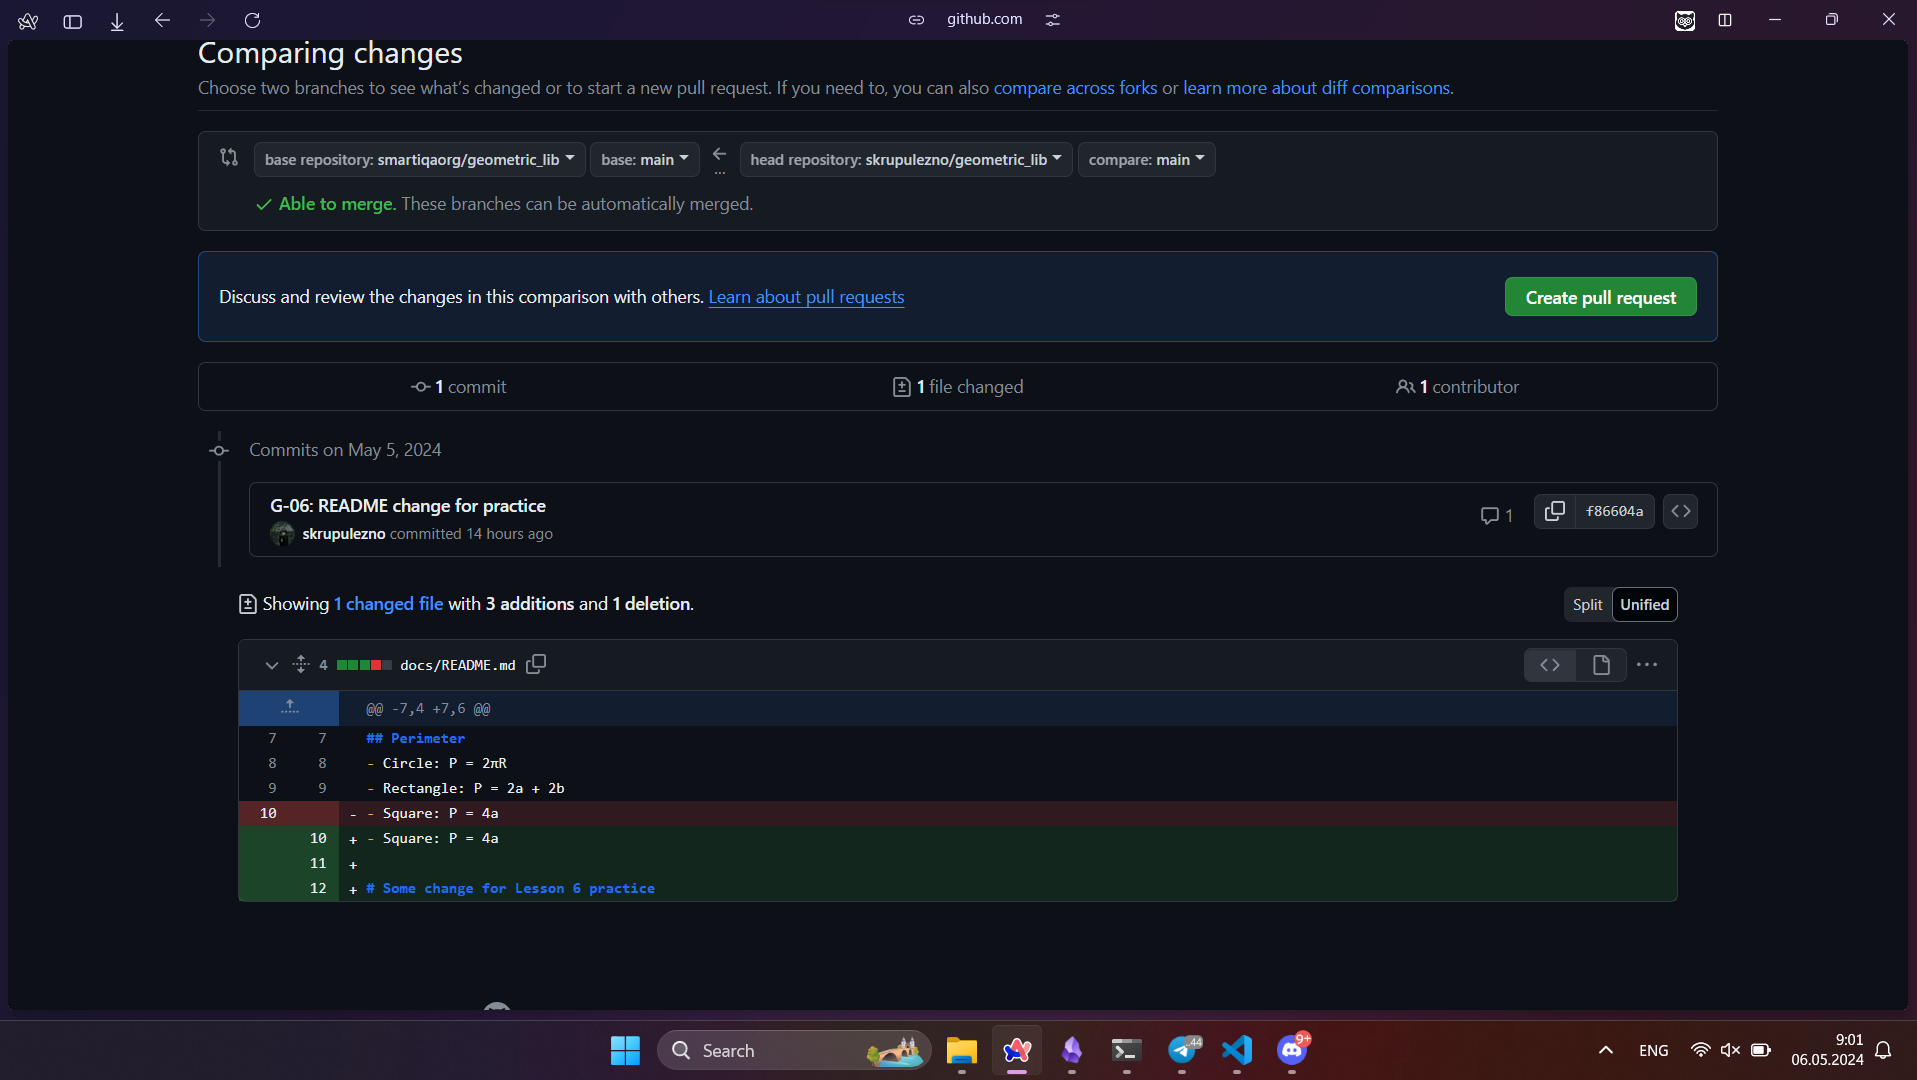 github.com
Comparing changes
Choose two branches to see what's changed or to start a new pull request. If you need to, you can also compare across forks or learn more about diff comparisons.
base repository: smartiqaorg/geometric_lib base: main ... head repository: skrupulezno/geometric_lib compare: main
Able to merge. These branches can be automatically merged.
Discuss and review the changes in this comparison with others. Learn about pull requests Create pull request
1 commit 1 file changed 1 contributor
Commits on May 5, 2024
G-06: README change for practice
1 f86604a
skrupulezno committed 14 hours ago
Showing 1 changed file with 3 additions and 1 deletion. Split Unified
4 docs/README.md
@@ -7,4 +7,6 @@
7 7 ## Perimeter
8 8 - Circle: P = 2πR
9 9 - Rectangle: P = 2a + 2b
10 - - Square: P = 4a
10 + - Square: P = 4a
11 +
12 + # Some change for Lesson 6 practice
Search 44 9+ ENG 9:01
06.05.2024